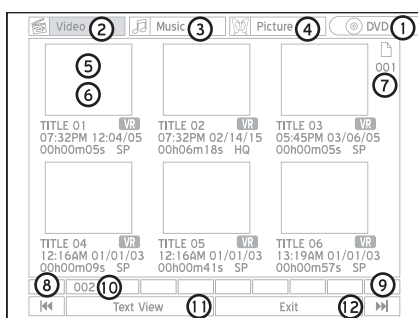 Video ② Music ③ Picture ④ DVD ①
⑤
⑥
001
⑦
TITLE 01 VR TITLE 02 VR TITLE 03 VR
07:32PM 12:04/05 07:32PM 02/14/15 05:45PM 03/06/05
00h00m05s SP 00h06m18s HQ 00h00m05s SP
TITLE 04 VR TITLE 05 VR TITLE 06 VR
12:16AM 01/01/03 12:16AM 01/01/03 13:19AM 01/01/03
00h00m09s SP 00h00m41s SP 00h00m57s SP
⑧ 002 ⑩ ⑨
Text View ⑪ Exit ⑫